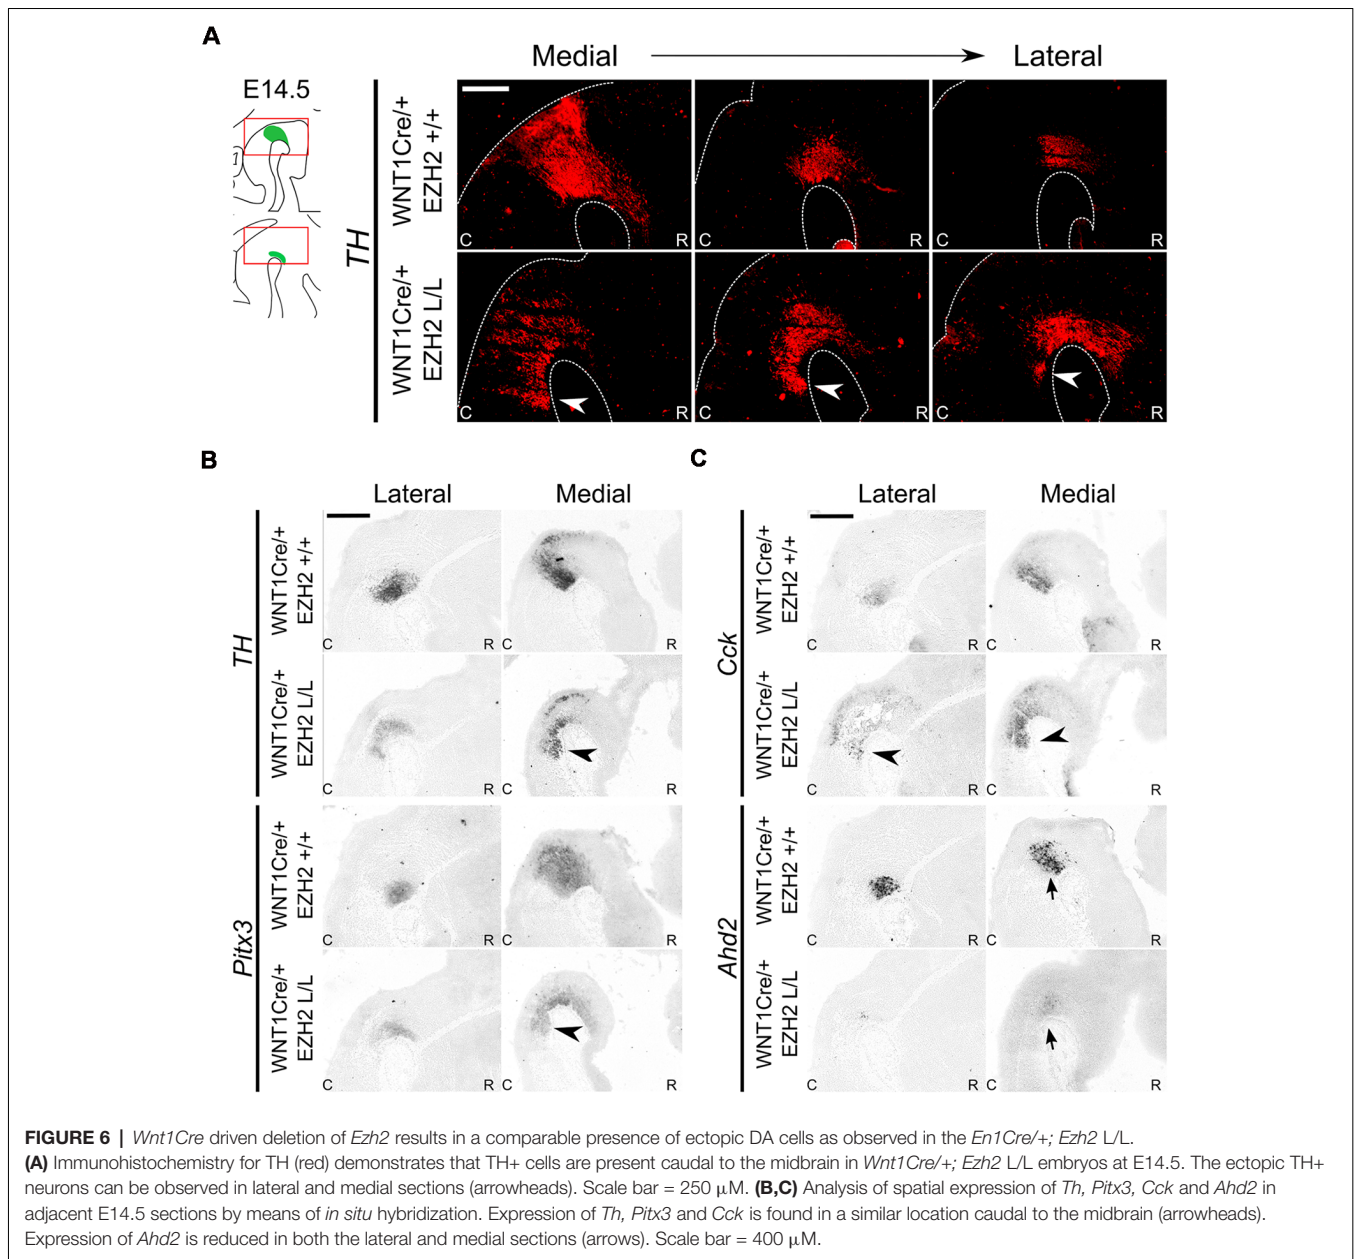 A
Medial
Lateral
E14.5
TH
WNT1Cre/+
EZH2 +/+
C
R
C
R
C
R
WNT1Cre/+
EZH2 L/L
C
R
C
R
C
R
B
Lateral
Medial
TH
WNT1Cre/+
EZH2 +/+
C
R
C
R
WNT1Cre/+
EZH2 L/L
C
R
C
R
Pitx3
WNT1Cre/+
EZH2 +/+
C
R
C
R
WNT1Cre/+
EZH2 L/L
C
R
C
R
C
Lateral
Medial
Cck
WNT1Cre/+
EZH2 +/+
C
R
C
R
WNT1Cre/+
EZH2 L/L
C
R
C
R
Ahd2
WNT1Cre/+
EZH2 +/+
C
R
C
R
WNT1Cre/+
EZH2 L/L
C
R
C
R
FIGURE 6 | Wnt1Cre driven deletion of Ezh2 results in a comparable presence of ectopic DA cells as observed in the En1Cre/+; Ezh2 L/L.
(A) Immunohistochemistry for TH (red) demonstrates that TH+ cells are present caudal to the midbrain in Wnt1Cre/+; Ezh2 L/L embryos at E14.5. The ectopic TH+
neurons can be observed in lateral and medial sections (arrowheads). Scale bar = 250 μM. (B,C) Analysis of spatial expression of Th, Pitx3, Cck and Ahd2 in
adjacent E14.5 sections by means of in situ hybridization. Expression of Th, Pitx3 and Cck is found in a similar location caudal to the midbrain (arrowheads).
Expression of Ahd2 is reduced in both the lateral and medial sections (arrows). Scale bar = 400 μM.